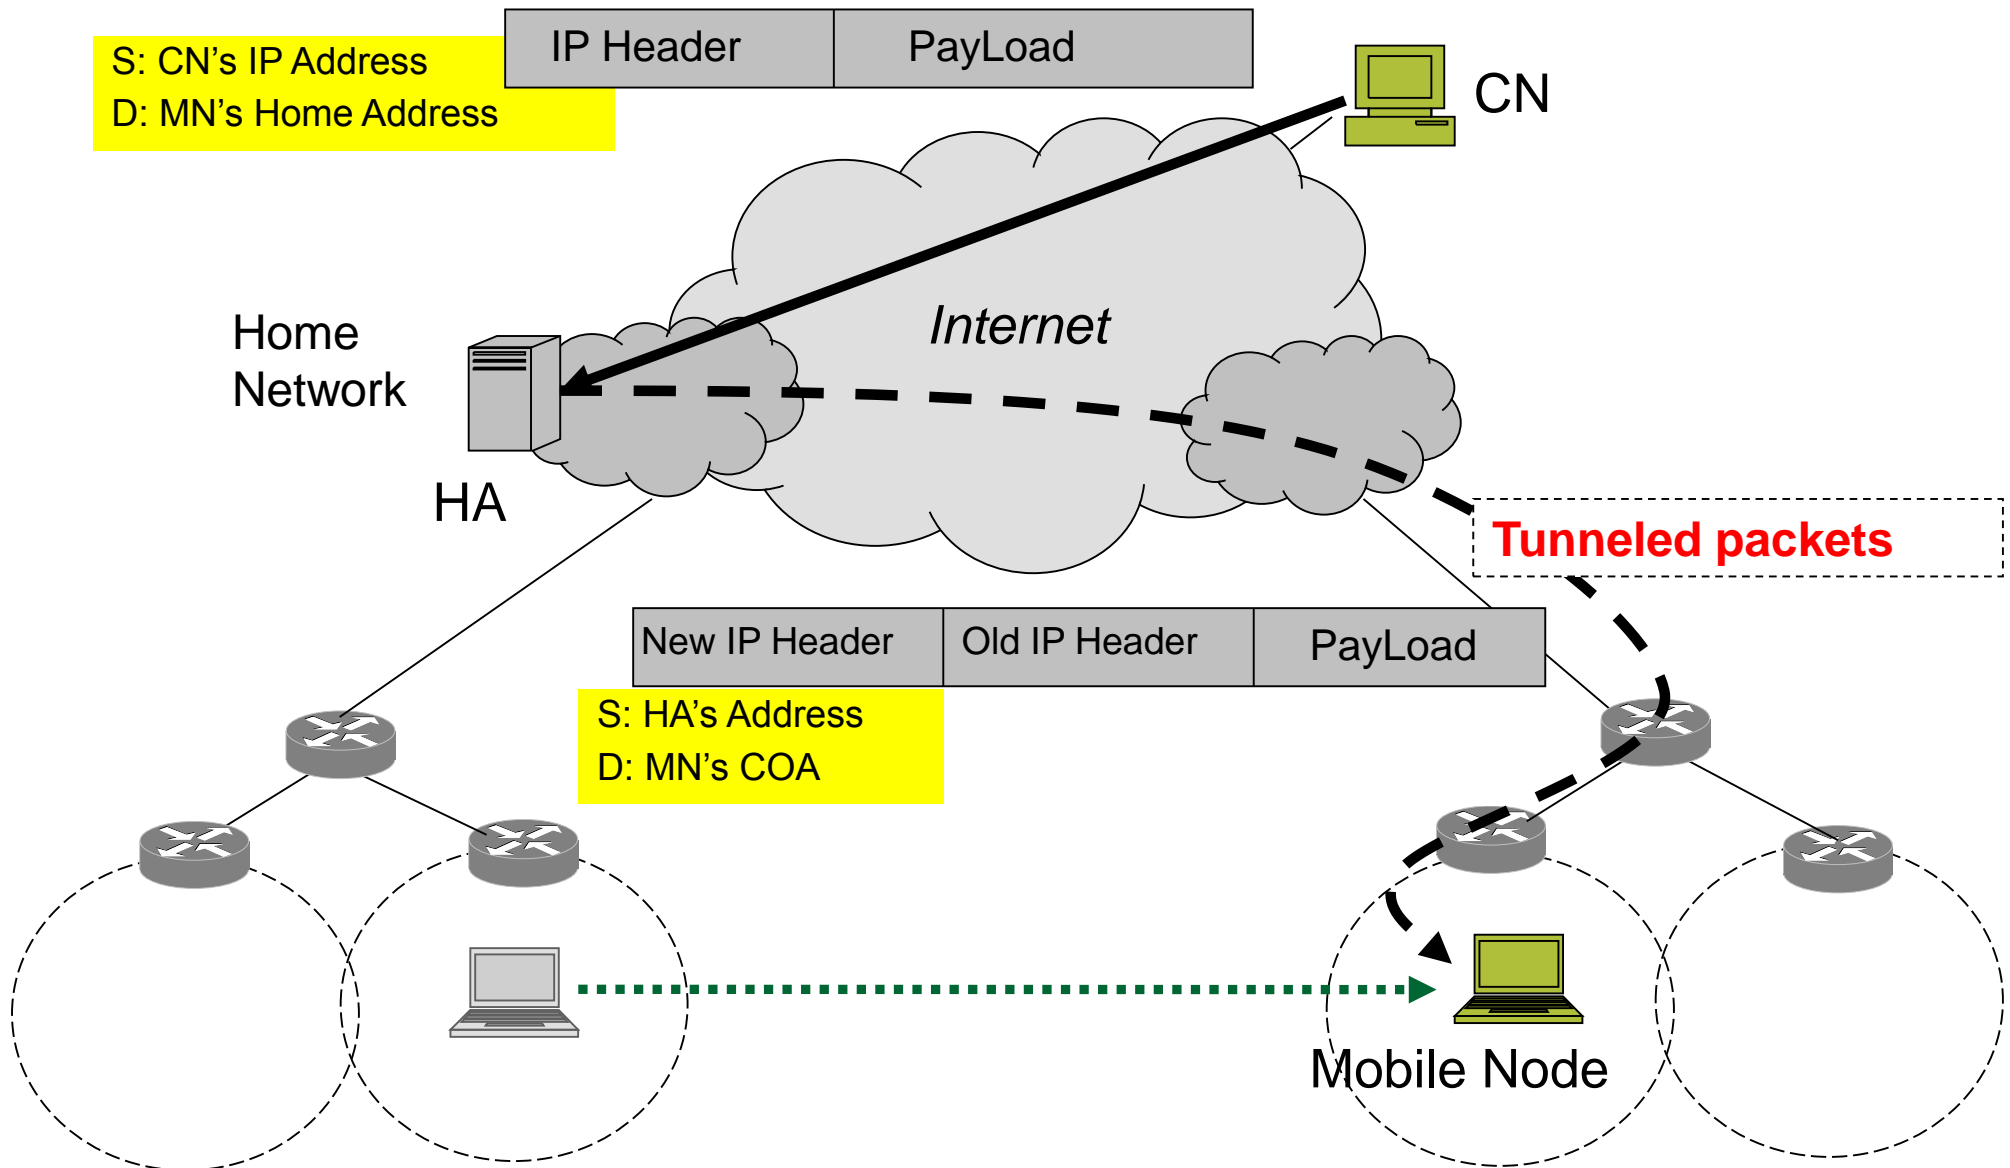 IP Header PayLoad
S: CN's IP Address
D: MN's Home Address
CN
Internet
Home
Network
HA
Tunneled packets
New IP Header Old IP Header PayLoad
S: HA's Address
D: MN's COA
Mobile Node